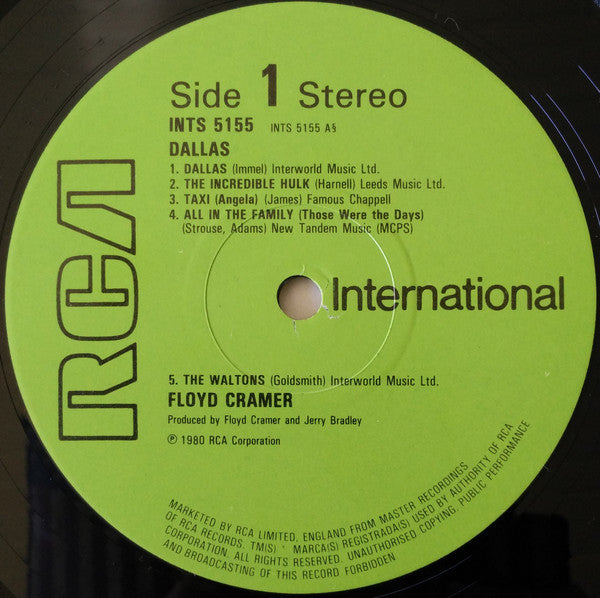 Side 1 Stereo
INTS 5155 INTS 5155 A§
DALLAS
1. DALLAS (Immel) Interworld Music Ltd.
2. THE INCREDIBLE HULK (Harnell) Leeds Music Ltd.
3. TAXI (Angela) (James) Famous Chappell
4. ALL IN THE FAMILY (Those Were the Days)
(Strouse, Adams) New Tandem Music (MCPS)
RCA
International
5. THE WALTONS (Goldsmith) Interworld Music Ltd.
FLOYD CRAMER
Produced by Floyd Cramer and Jerry Bradley
℗ 1980 RCA Corporation
MARKETED BY RCA LIMITED, ENGLAND FROM MASTER RECORDINGS
OF RCA RECORDS. TM(S) ' MARCA(S) REGISTRADA(S) USED BY AUTHORITY OF RCA
CORPORATION. ALL RIGHTS RESERVED. UNAUTHORISED COPYING, PUBLIC PERFORMANCE
AND BROADCASTING OF THIS RECORD FORBIDDEN